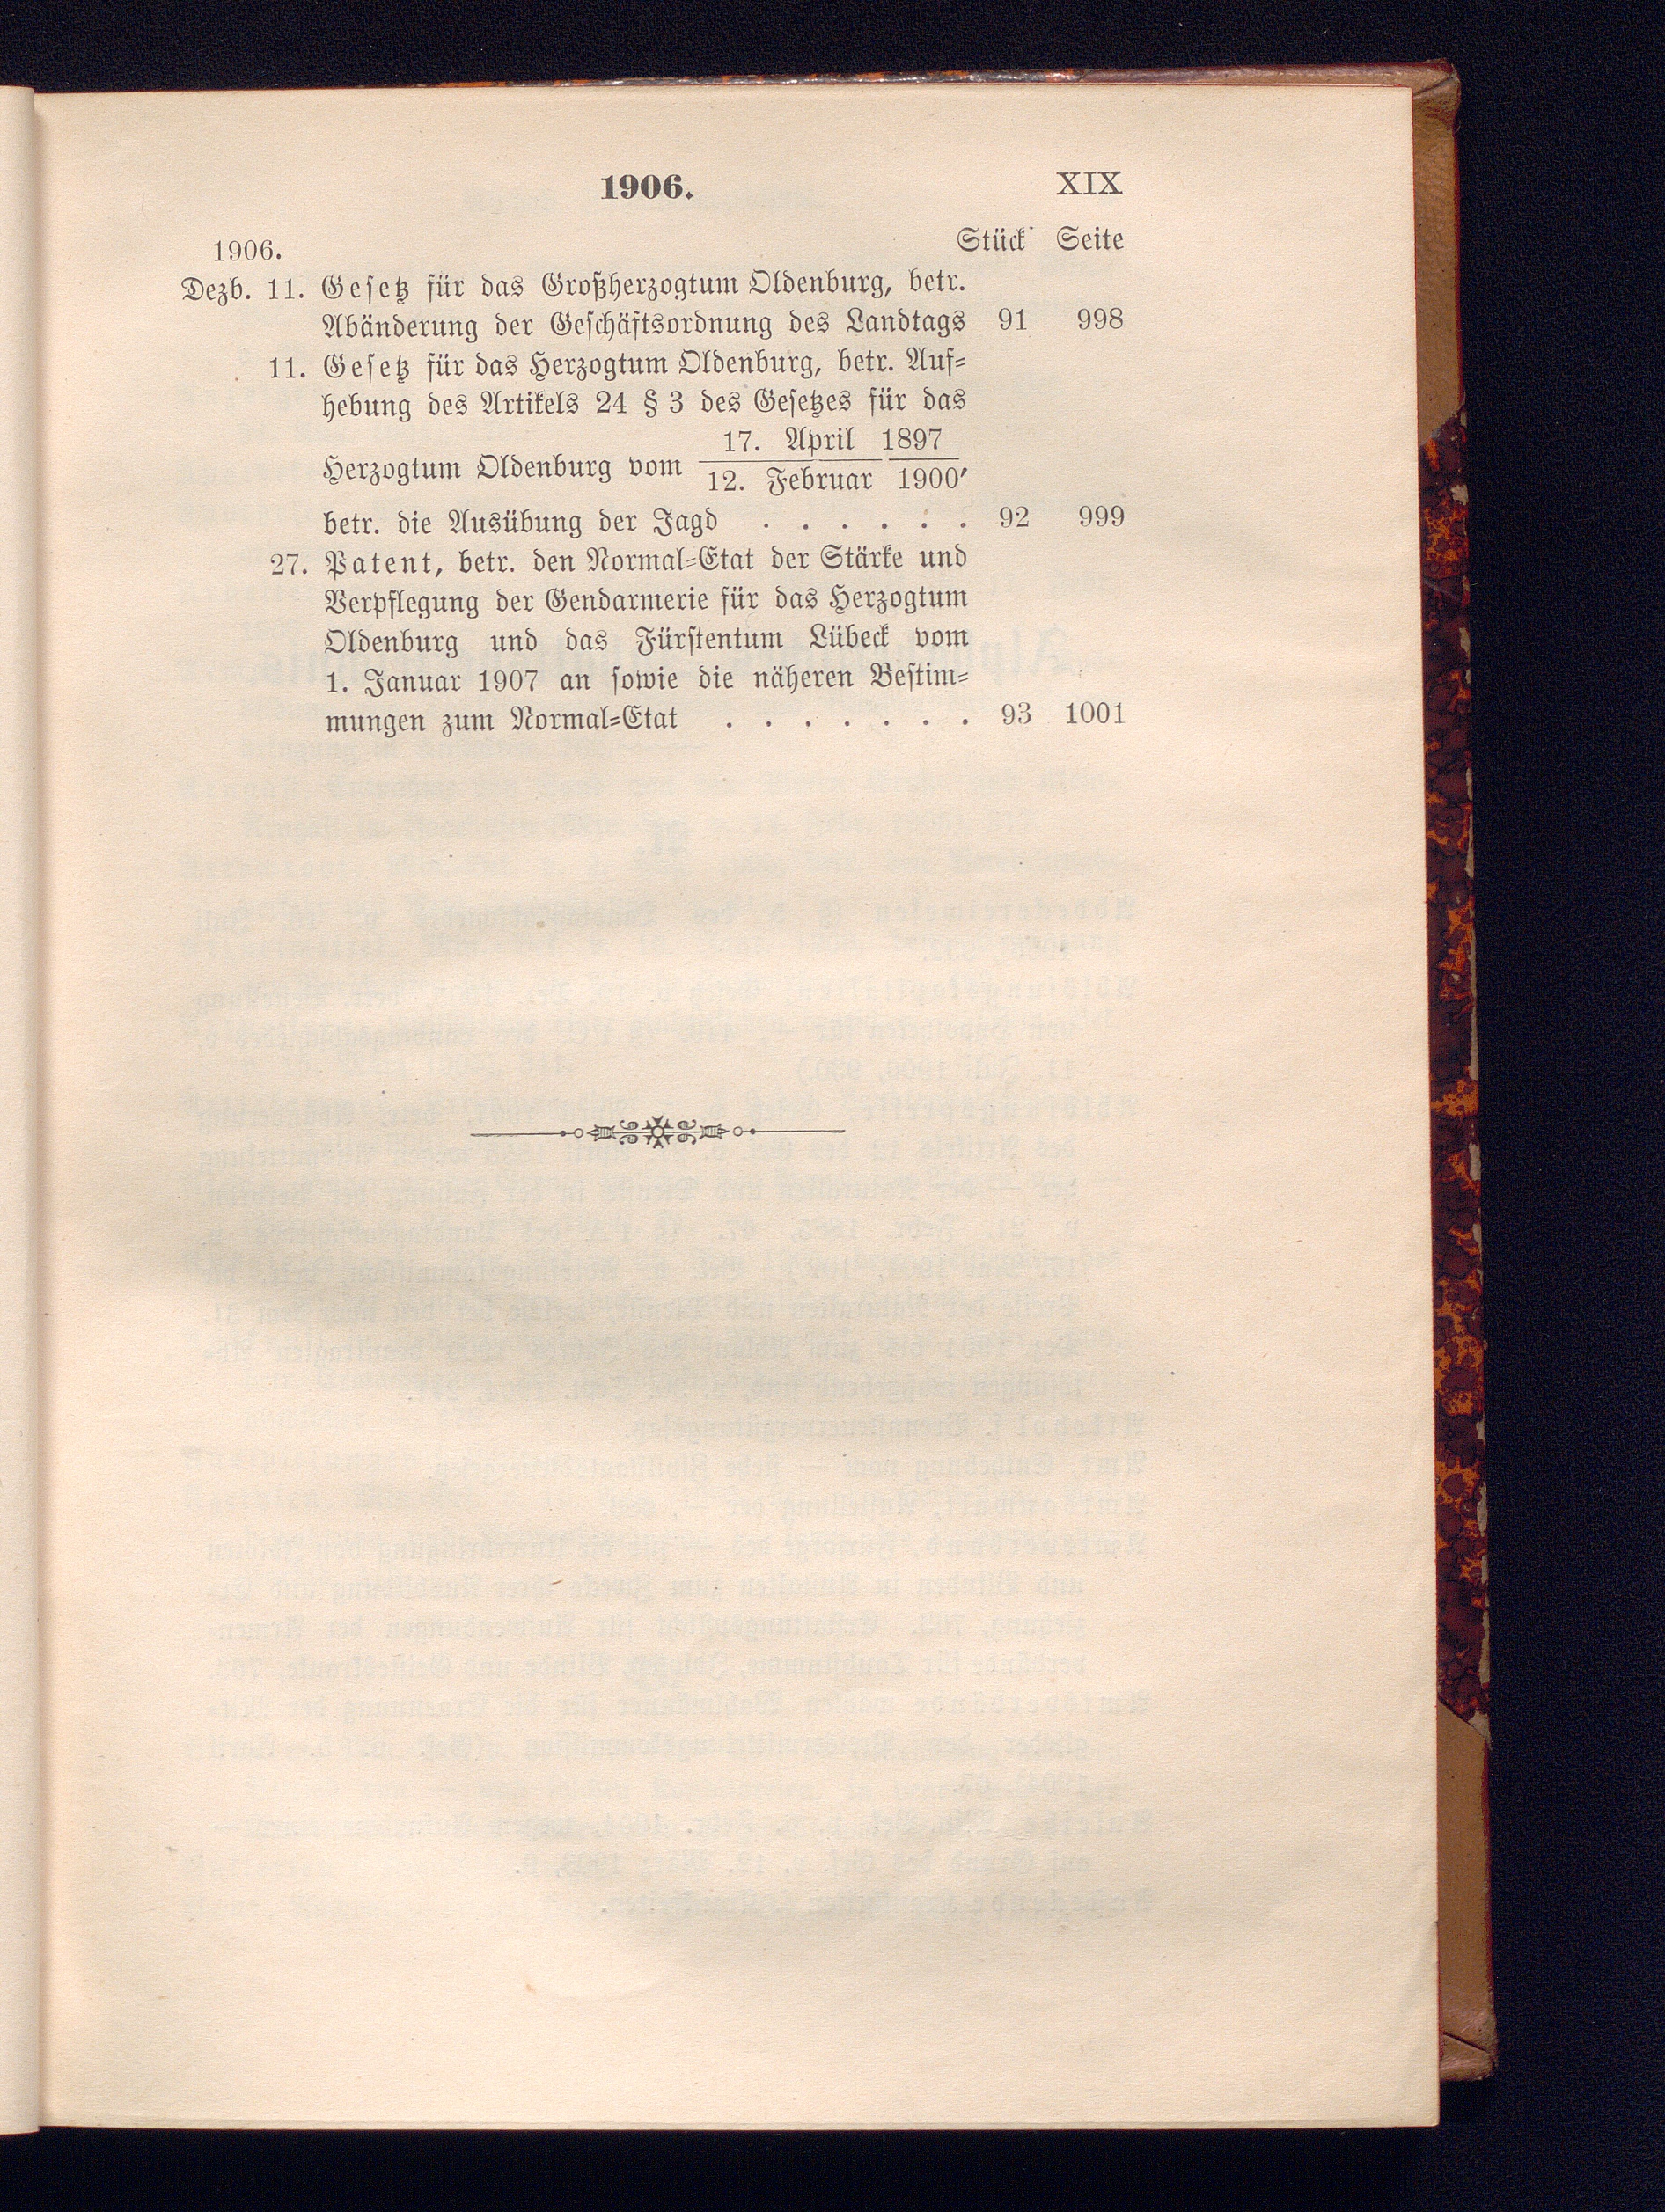 1906. XIX
1906. Stück Seite
Dezb. 11. Gesetz für das Großherzogtum Oldenburg, betr.
Abänderung der Geschäftsordnung des Landtags 91 998
11. Gesetz für das Herzogtum Oldenburg, betr. Auf=
hebung des Artikels 24 § 3 des Gesetzes für das
17. April 1897
Herzogtum Oldenburg vom
12. Februar 1900,
betr. die Ausübung der Jagd . . . . . . 92 999
27. Patent, betr. den Normal=Etat der Stärke und
Verpflegung der Gendarmerie für das Herzogtum
Oldenburg und das Fürstentum Lübeck vom
1. Januar 1907 an sowie die näheren Bestim=
mungen zum Normal=Etat . . . . . . . 93 1001